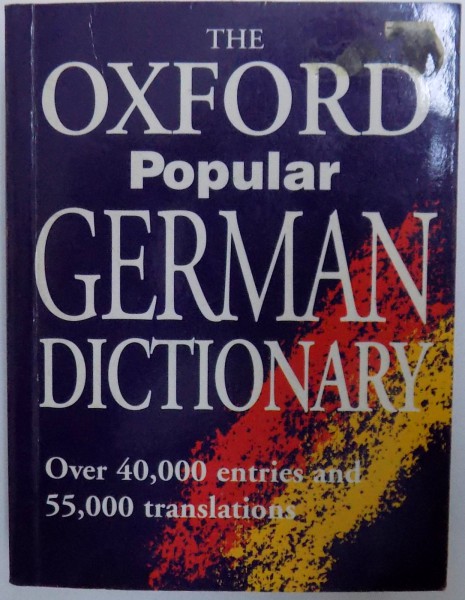 THE
OXFORD
Popular
GERMAN
DICTIONARY
Over 40,000 entries and
55,000 translations